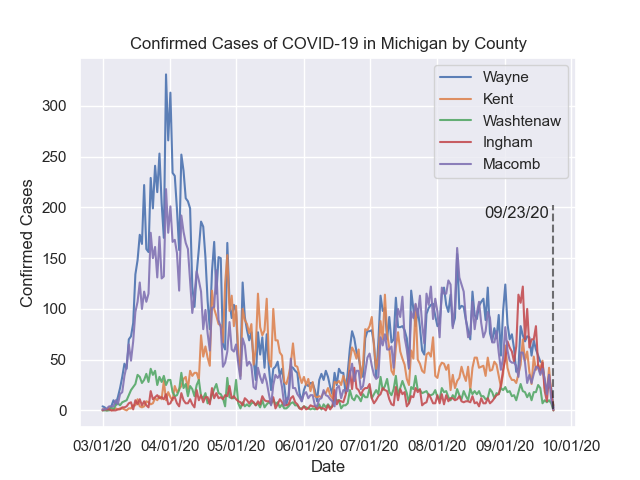 Confirmed Cases of COVID-19 in Michigan by County
Wayne
Kent
Washtenaw
Ingham
Macomb
09/23/20
Confirmed Cases
300
250
200
150
100
50
0
03/01/20 04/01/20 05/01/20 06/01/20 07/01/20 08/01/20 09/01/20 10/01/20
Date